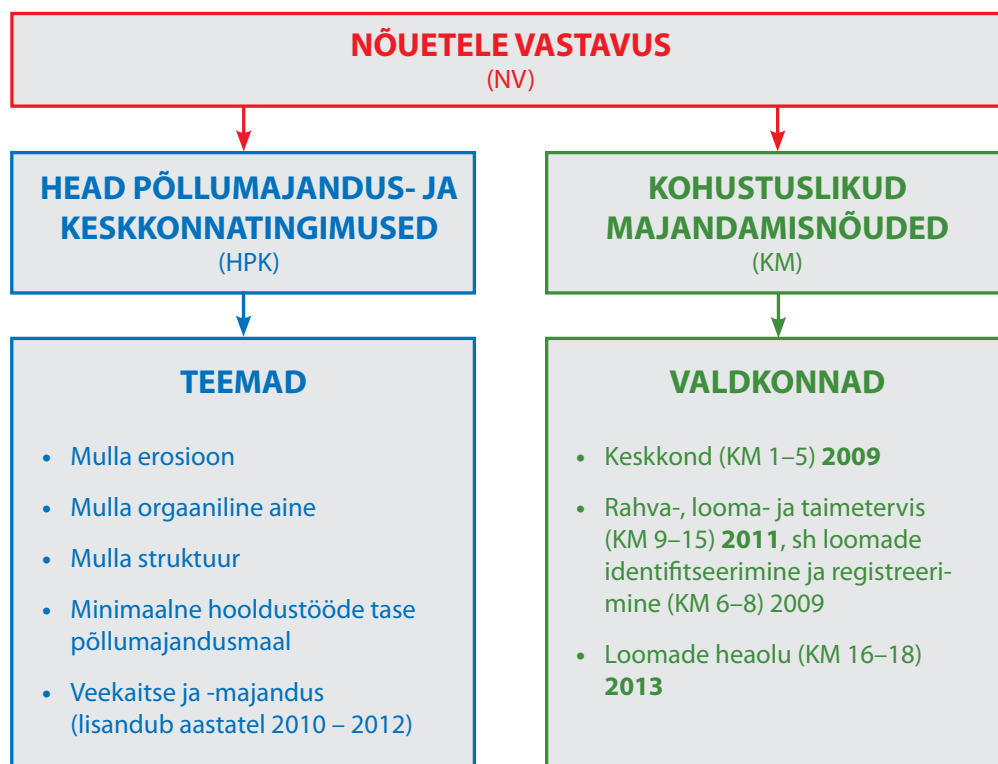 NÕUETELE VASTAVUS
(NV)
HEAD PÕLLUMAJANDUS- JA
KESKKONNATINGIMUSED
(HPK)
KOHUSTUSLIKUD
MAJANDAMISNÕUDED
(KM)
TEEMAD
• Mulla erosioon
• Mulla orgaaniline aine
• Mulla struktuur
• Minimaalne hooldustööde tase
põllumajandusmaal
• Veekaitse ja -majandus
(lisandub aastatel 2010 – 2012)
VALDKONNAD
• Keskkond (KM 1–5) 2009
• Rahva-, looma- ja taimetervis
(KM 9–15) 2011, sh loomade
identifitseerimine ja registreeri-
mine (KM 6–8) 2009
• Loomade heaolu (KM 16–18)
2013